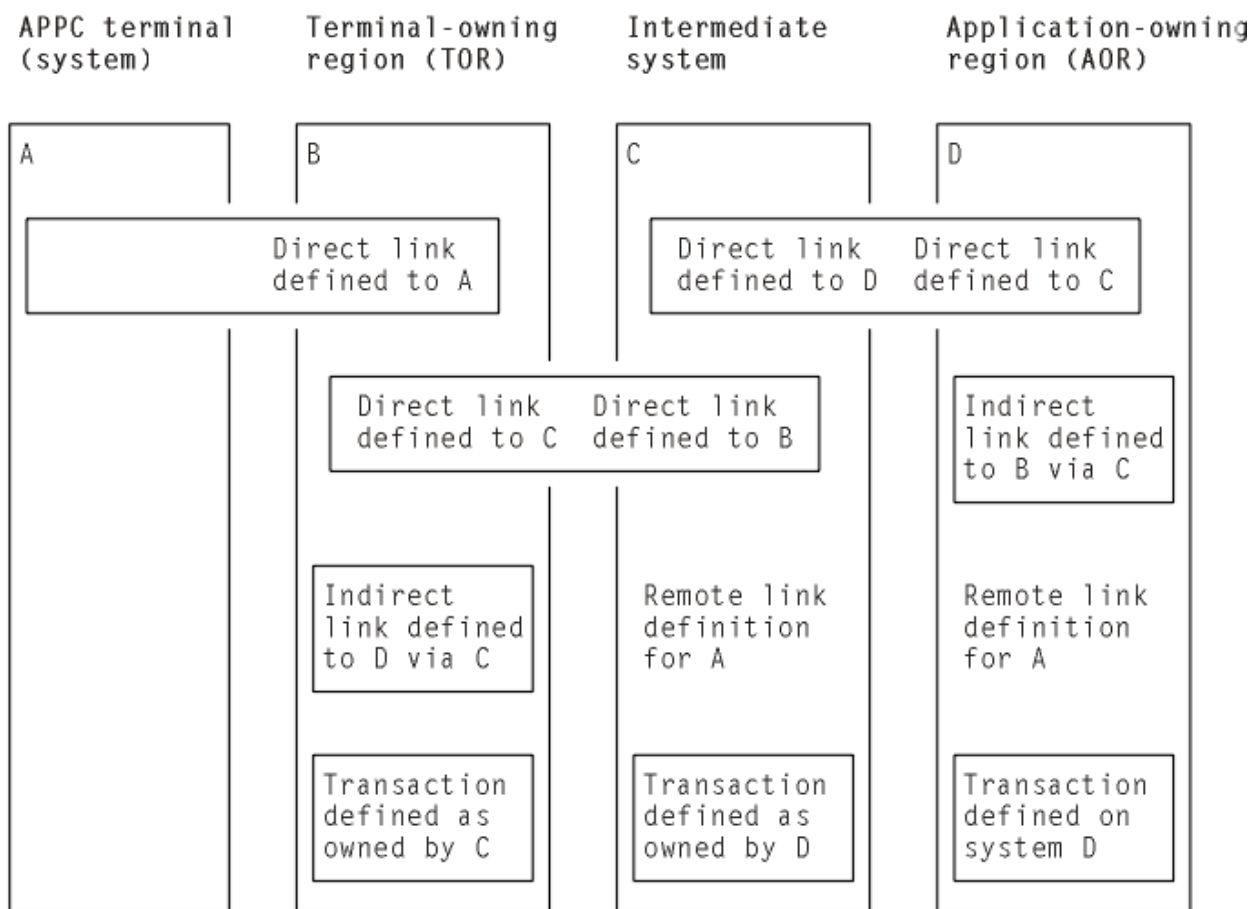 APPC terminal
(system)
Terminal-owning
region (TOR)
Intermediate
system
Application-owning
region (AOR)
A
B
C
D
Direct link
defined to A
Direct link
defined to D
Direct link
defined to C
Direct link
defined to C
Direct link
defined to B
Indirect
link defined
to B via C
Indirect
link defined
to D via C
Remote link
definition
for A
Remote link
definition
for A
Transaction
defined as
owned by C
Transaction
defined as
owned by D
Transaction
defined on
system D